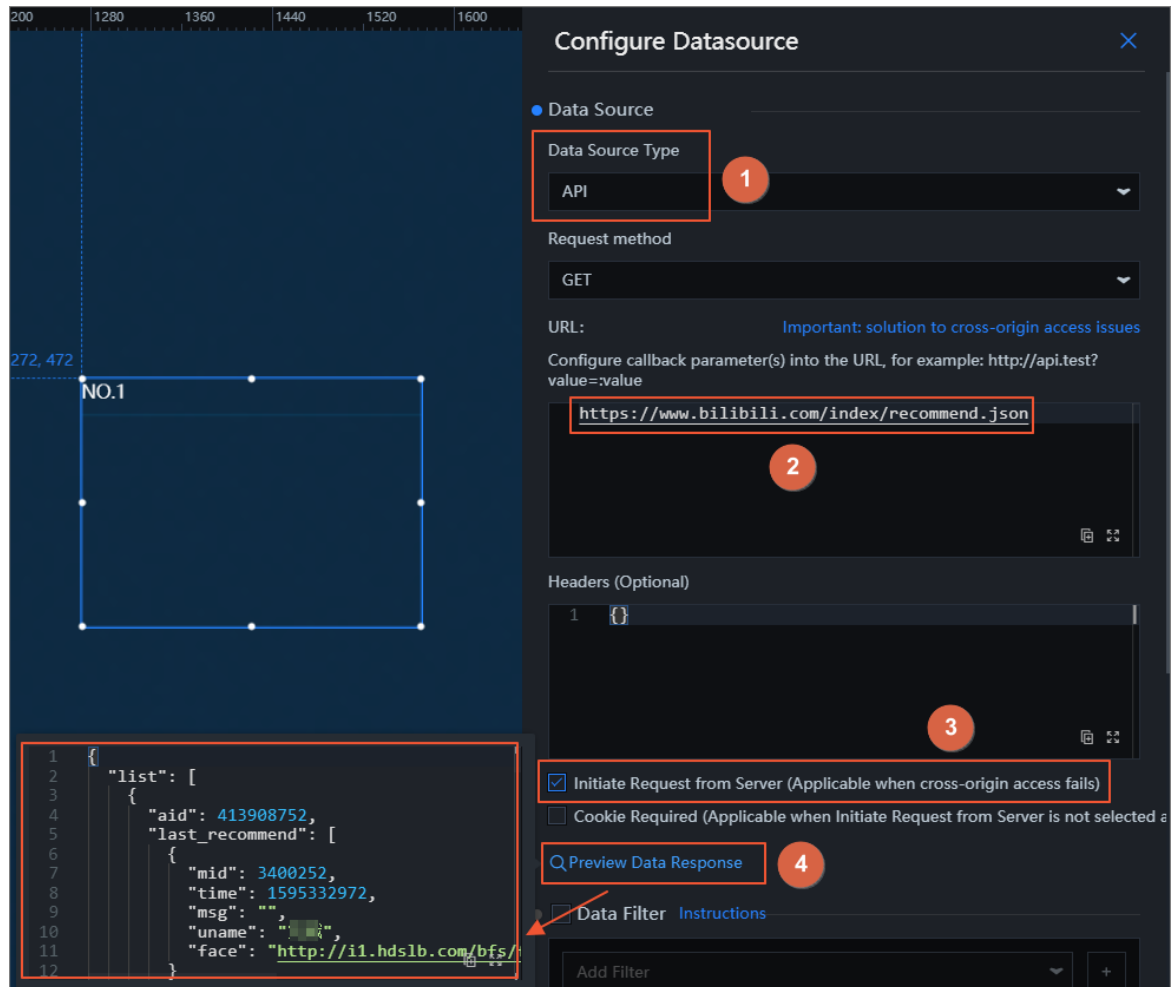 200 1280 1360 1440 1520 1600
Configure Datasource
Data Source
Data Source Type
1
API
Request method
GET
URL:
Important: solution to cross-origin access issues
272, 472
Configure callback parameter(s) into the URL, for example: http://api.test?
value=:value
NO.1
https://www.bilibili.com/index/recommend.json
2
Headers (Optional)
1 {}
3
Initiate Request from Server (Applicable when cross-origin access fails)
Cookie Required (Applicable when Initiate Request from Server is not selected a
Preview Data Response
4
Data Filter Instructions
Add Filter
+
1 {
2 "list": [
3 {
4 "aid": 413908752,
5 "last_recommend": [
6 {
7 "mid": 3400252,
8 "time": 1595332972,
9 "msg": "",
10 "uname": " ",
11 "face": "http://i1.hdslb.com/bfs/
12 }